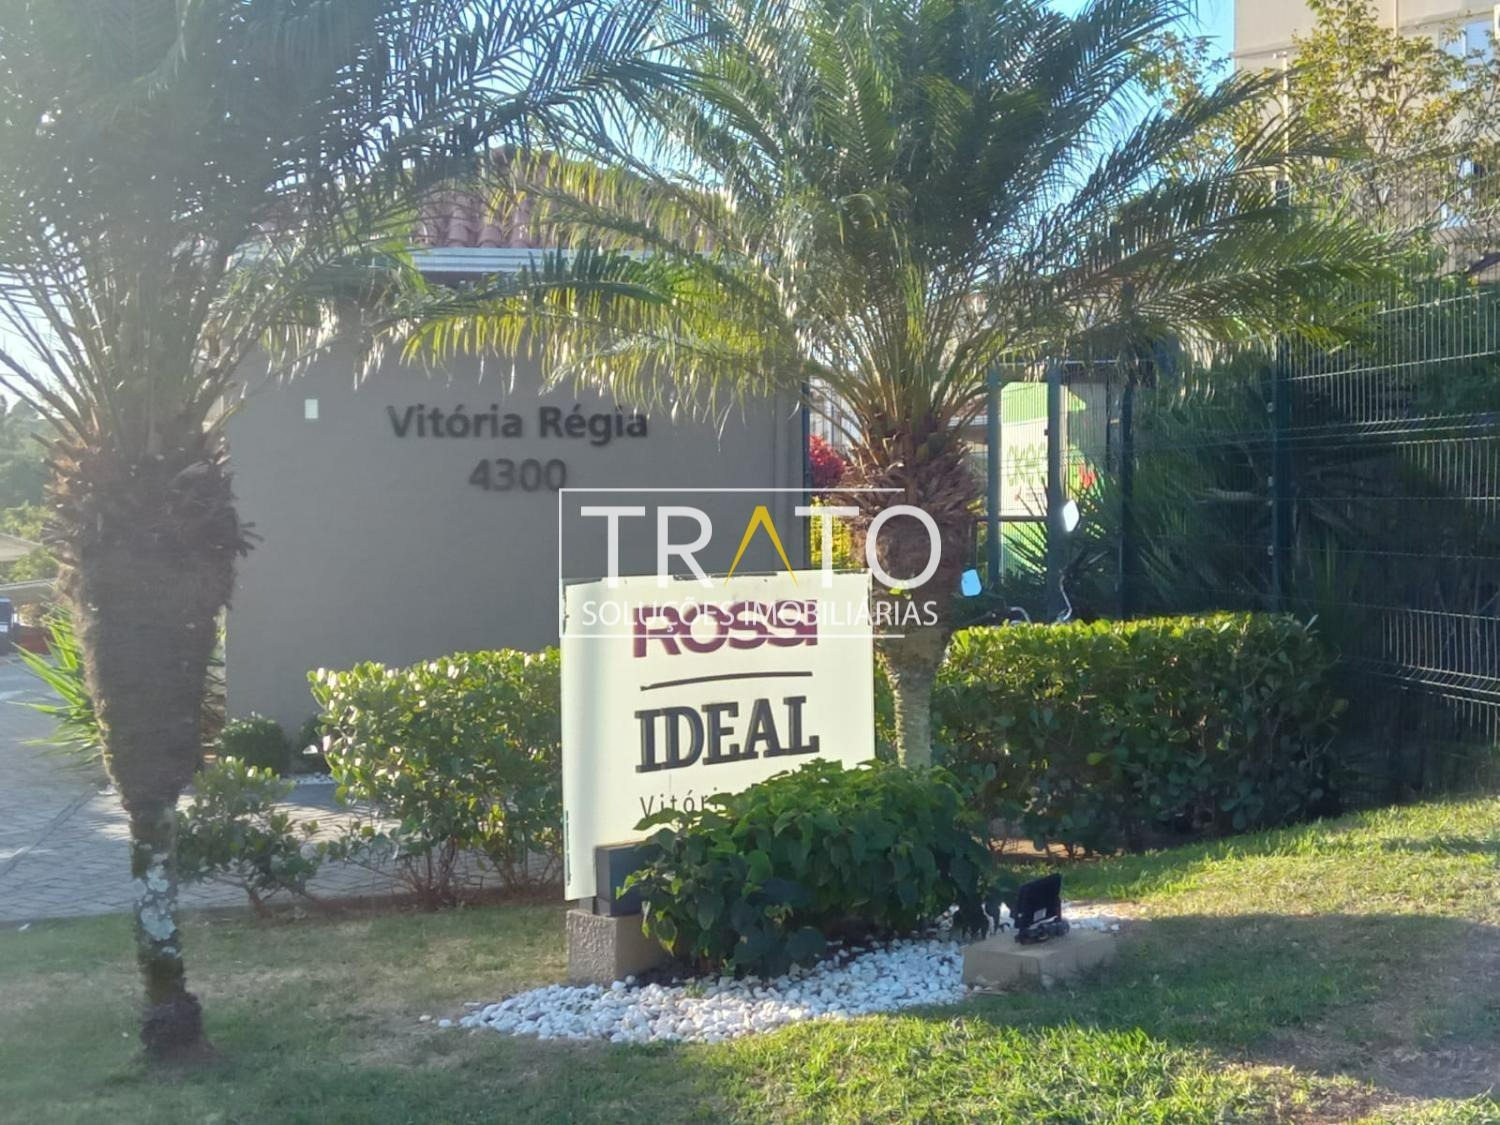 Vitória Régia
4300
TRATO
SOLUÇÕES IMOBILIÁRIAS
ROSSI
IDEAL